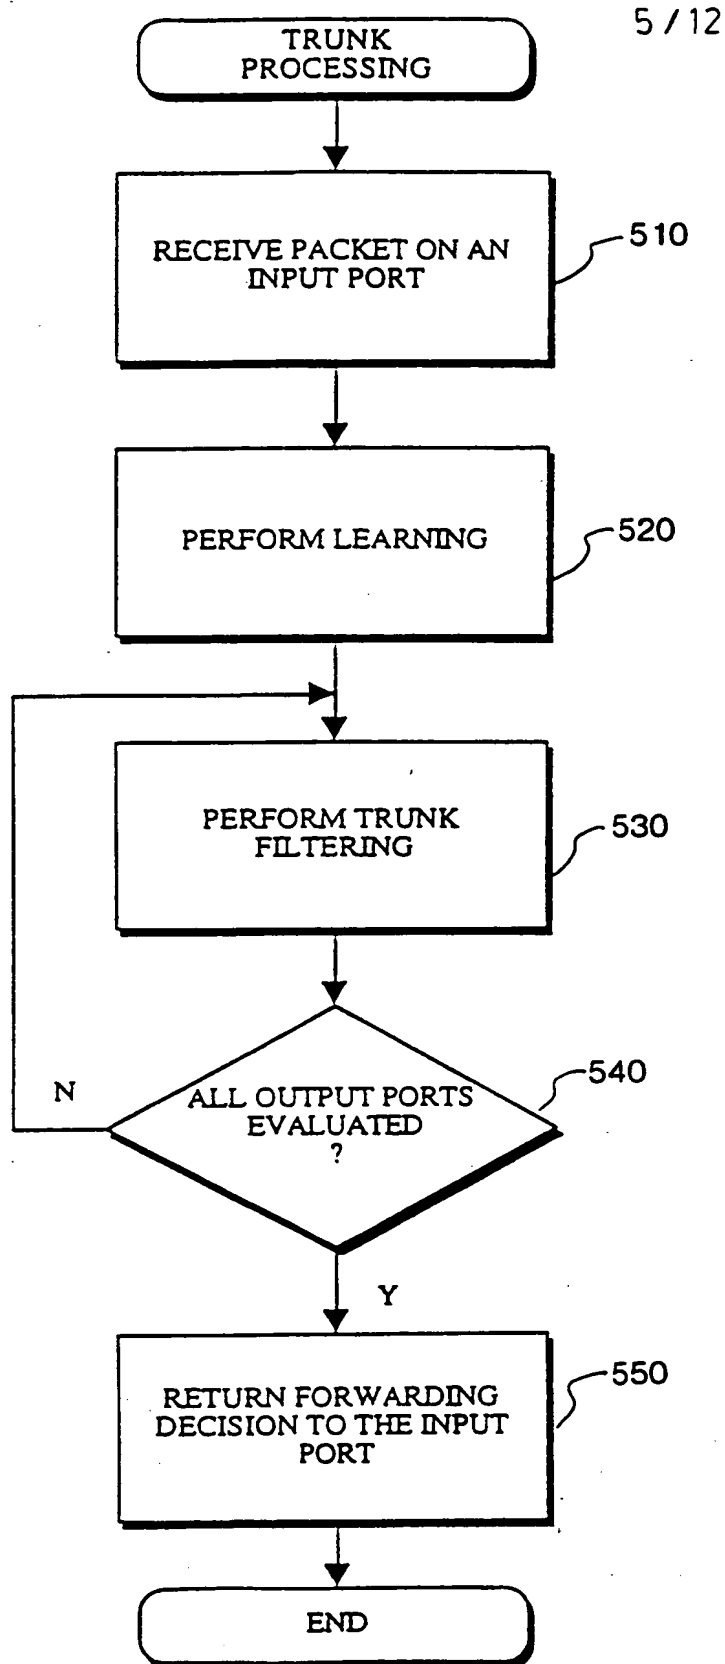 5/12
TRUNK
PROCESSING
RECEIVE PACKET ON AN
INPUT PORT
510
PERFORM LEARNING
520
PERFORM TRUNK
FILTERING
530
ALL OUTPUT PORTS
EVALUATED
?
540
N
Y
RETURN FORWARDING
DECISION TO THE INPUT
PORT
550
END